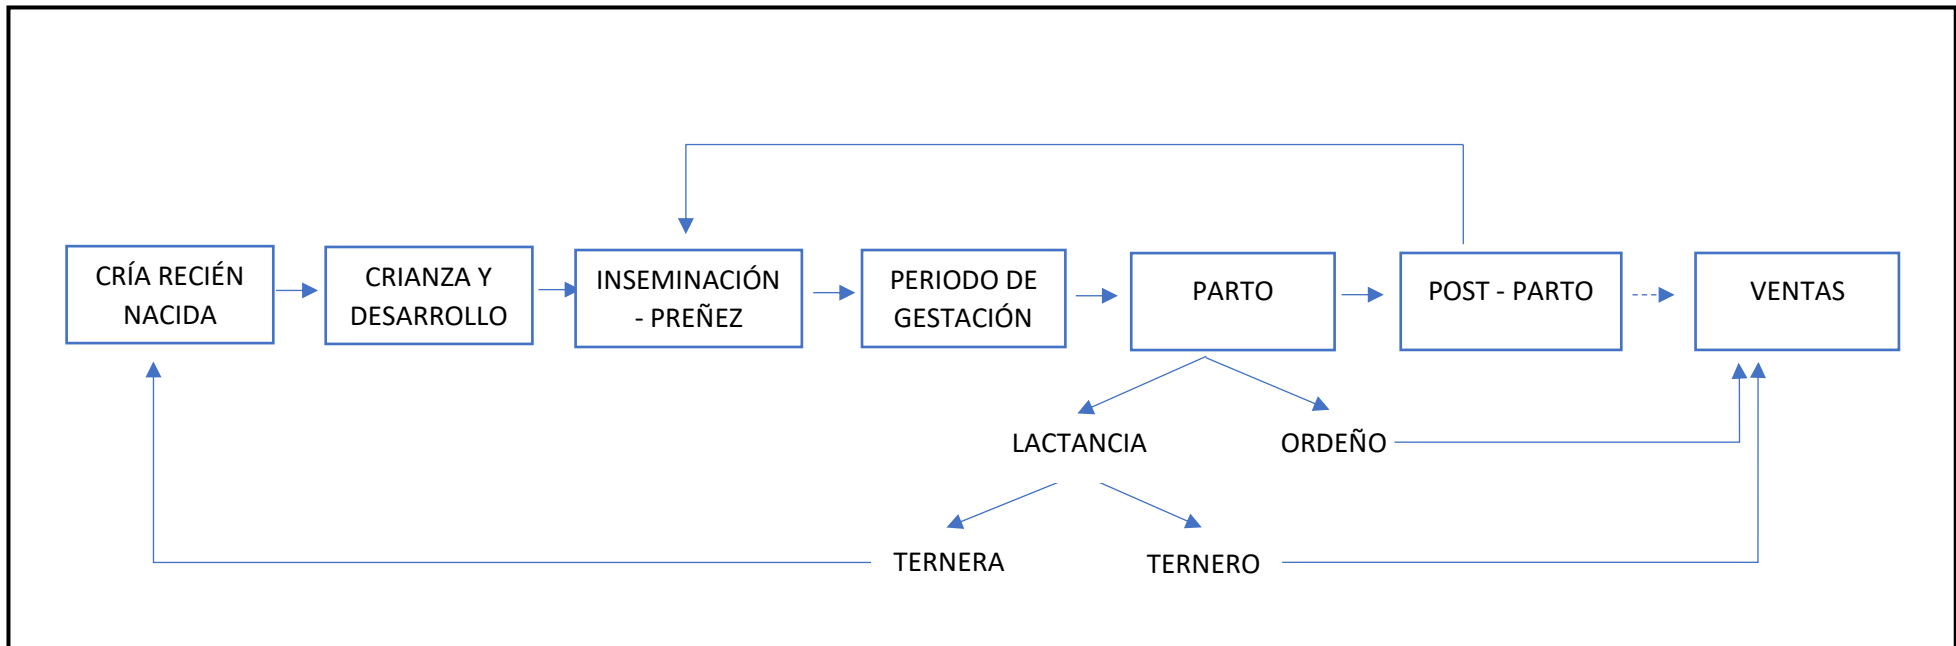 CRÍA RECIÉN
NACIDA
CRIANZA Y
DESARROLLO
INSEMINACIÓN
- PREÑEZ
PERIODO DE
GESTACIÓN
PARTO
POST - PARTO
VENTAS
LACTANCIA
ORDEÑO
TERNERA
TERNERO